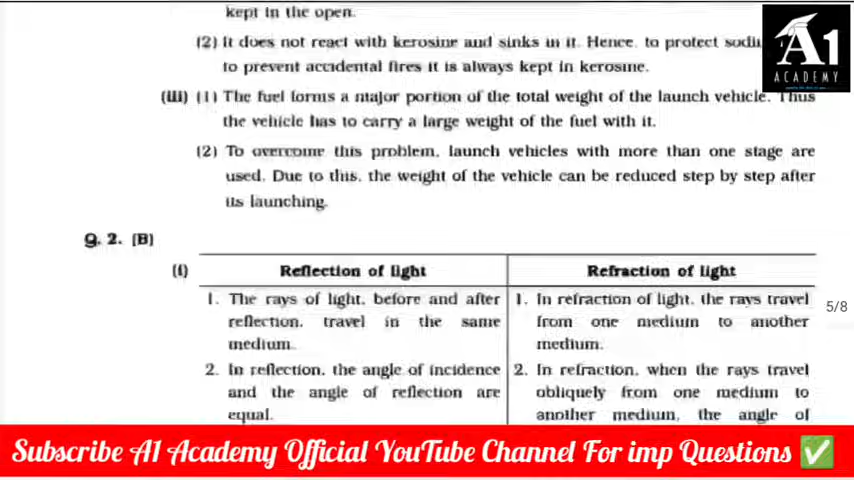 kept in the open.
(2) It does not react with kerosine and sinks in it. Hence, to protect
to prevent accidental fires it is always kept in kerosine.
(iii) (1) The fuel forms a major portion of the total weight of the launch vehicle. Thus
the vehicle has to carry a large weight of the fuel with it.
(2) To overcome this problem, launch vehicles with more than one stage are
used. Due to this, the weight of the vehicle can be reduced step by step after
its launching.
Q. 2. (B)
(i) Reflection of light Refraction of light
1. The rays of light, before and after
reflection, travel in the same
medium.
2. In reflection, the angle of incidence
and the angle of reflection are
equal.
1. In refraction of light, the rays travel
from one medium to another
medium.
2. In refraction, when the rays travel
obliquely from one medium to
another medium, the angle of
A1
ACADEMY
5/8
Subscribe A1 Academy Official YouTube Channel For imp Questions ✅